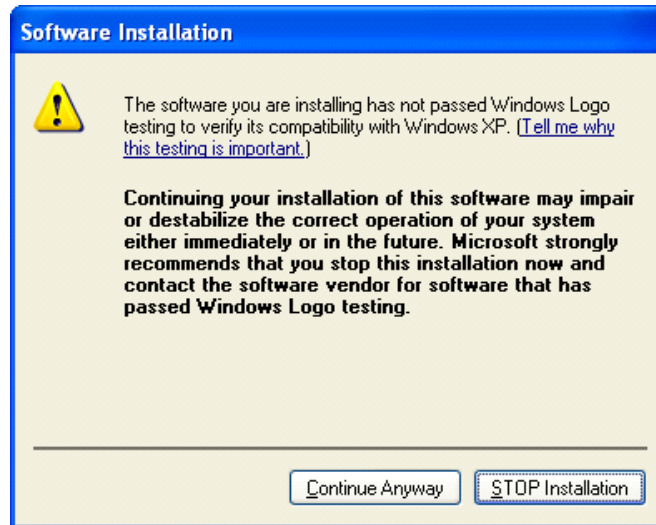 Software Installation
The software you are installing has not passed Windows Logo
testing to verify its compatibility with Windows XP. (Tell me why
this testing is important.)
Continuing your installation of this software may impair
or destabilize the correct operation of your system
either immediately or in the future. Microsoft strongly
recommends that you stop this installation now and
contact the software vendor for software that has
passed Windows Logo testing.
Continue Anyway
STOP Installation